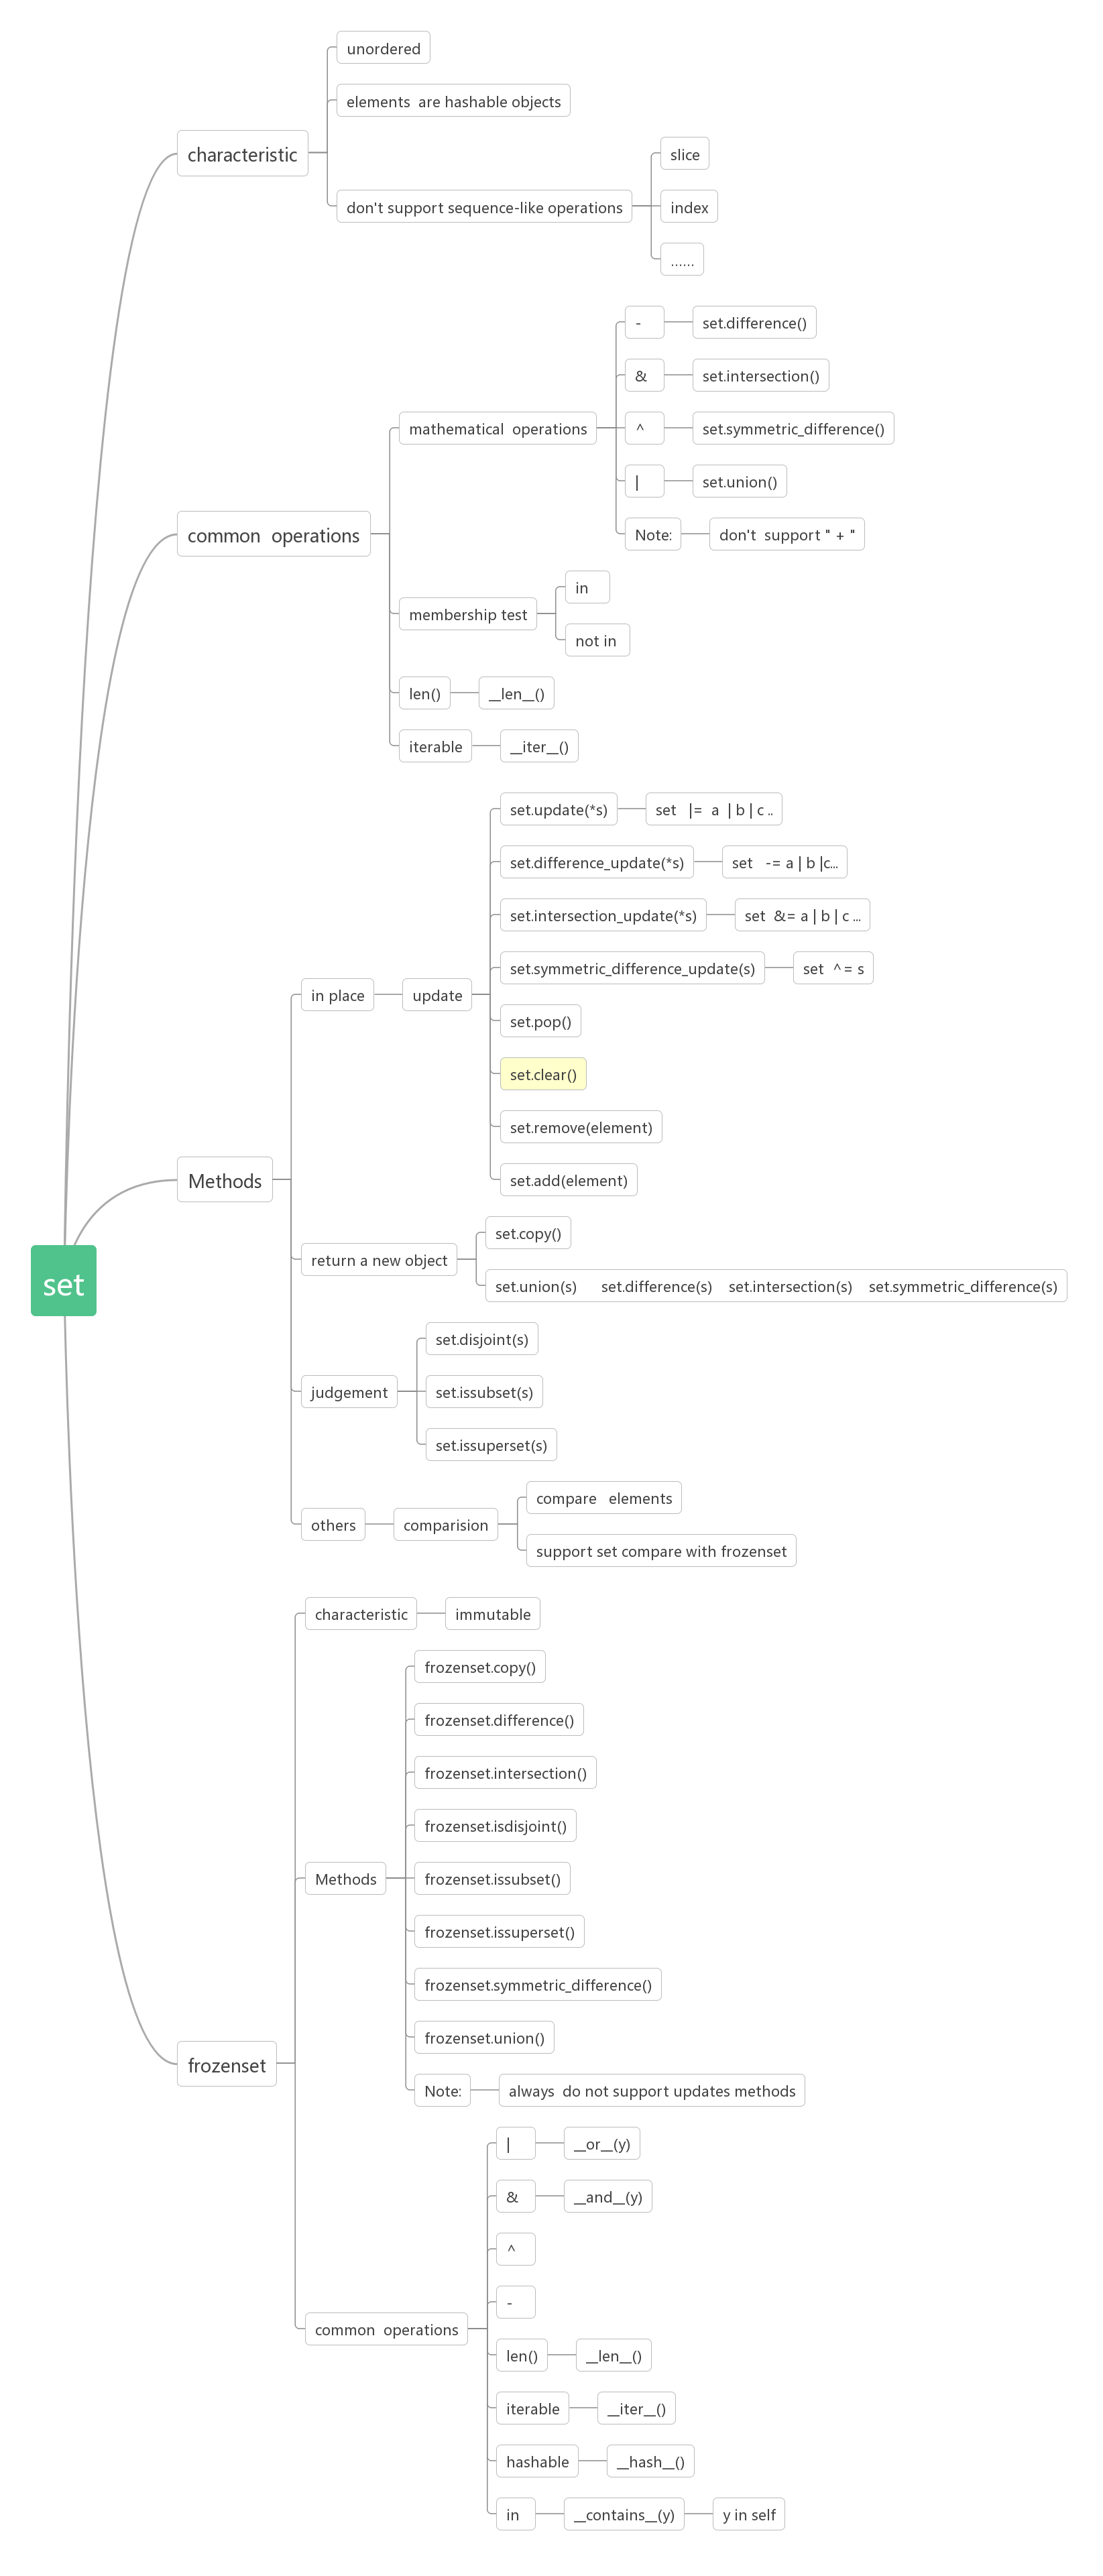 set
characteristic
unordered
elements  are hashable objects
don't support sequence-like operations
slice
index
......
common  operations
mathematical  operations
-
set.difference()
&
set.intersection()
^
set.symmetric_difference()
|
set.union()
Note:
don't  support " + "
membership test
in
not in
len()
__len__()
iterable
__iter__()
Methods
in place
update
set.update(*s)
set   |=  a  | b | c ..
set.difference_update(*s)
set   -= a | b |c...
set.intersection_update(*s)
set  &= a | b | c ...
set.symmetric_difference_update(s)
set  ^= s
set.pop()
set.clear()
set.remove(element)
set.add(element)
return a new object
set.copy()
set.union(s)      set.difference(s)    set.intersection(s)    set.symmetric_difference(s)
judgement
set.disjoint(s)
set.issubset(s)
set.issuperset(s)
others
comparision
compare   elements
support set compare with frozenset
frozenset
characteristic
immutable
Methods
frozenset.copy()
frozenset.difference()
frozenset.intersection()
frozenset.isdisjoint()
frozenset.issubset()
frozenset.issuperset()
frozenset.symmetric_difference()
frozenset.union()
Note:
always  do not support updates methods
common  operations
|
__or__(y)
&
__and__(y)
^
-
len()
__len__()
iterable
__iter__()
hashable
__hash__()
in
__contains__(y)
y in self